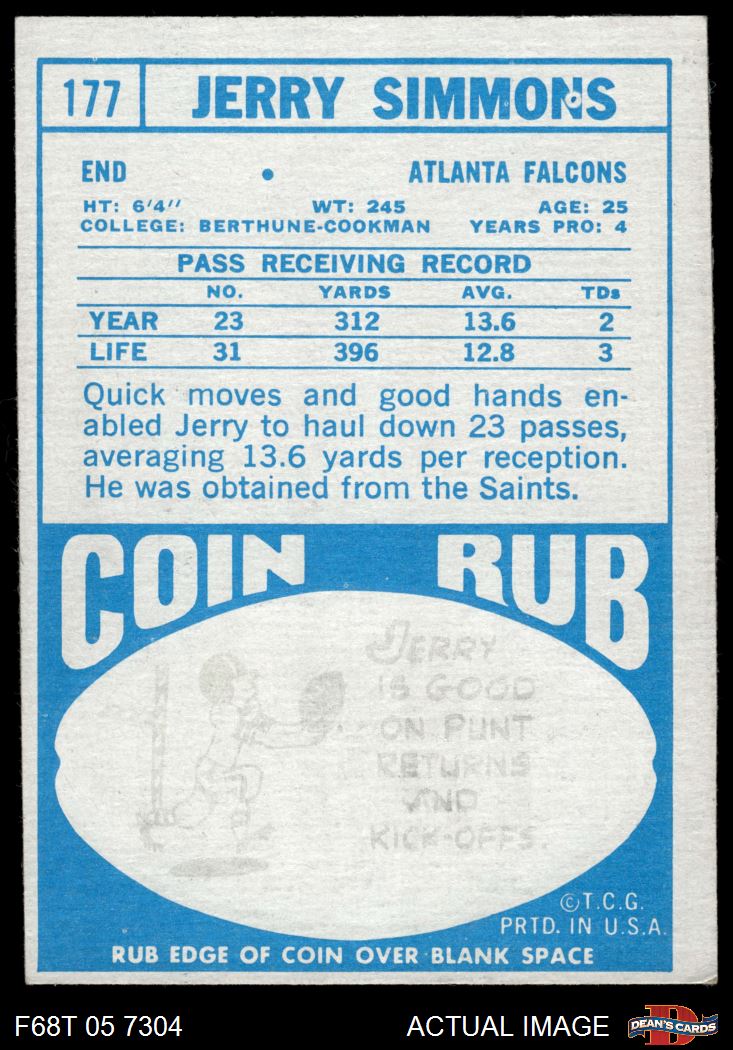 177 JERRY SIMMONS
END • ATLANTA FALCONS
HT: 6'4'' WT: 245 AGE: 25
COLLEGE: BERTHUNE-COOKMAN YEARS PRO: 4
PASS RECEIVING RECORD
NO. YARDS AVG. TDs
YEAR 23 312 13.6 2
LIFE 31 396 12.8 3
Quick moves and good hands en-
abled Jerry to haul down 23 passes,
averaging 13.6 yards per reception.
He was obtained from the Saints.
COIN RUB
JERRY
IS GOOD
ON PUNT
RETURNS
AND
KICK-OFFS.
©T.C.G.
PRTD. IN U.S.A.
RUB EDGE OF COIN OVER BLANK SPACE
F68T 05 7304 ACTUAL IMAGE DEAN'S CARDS